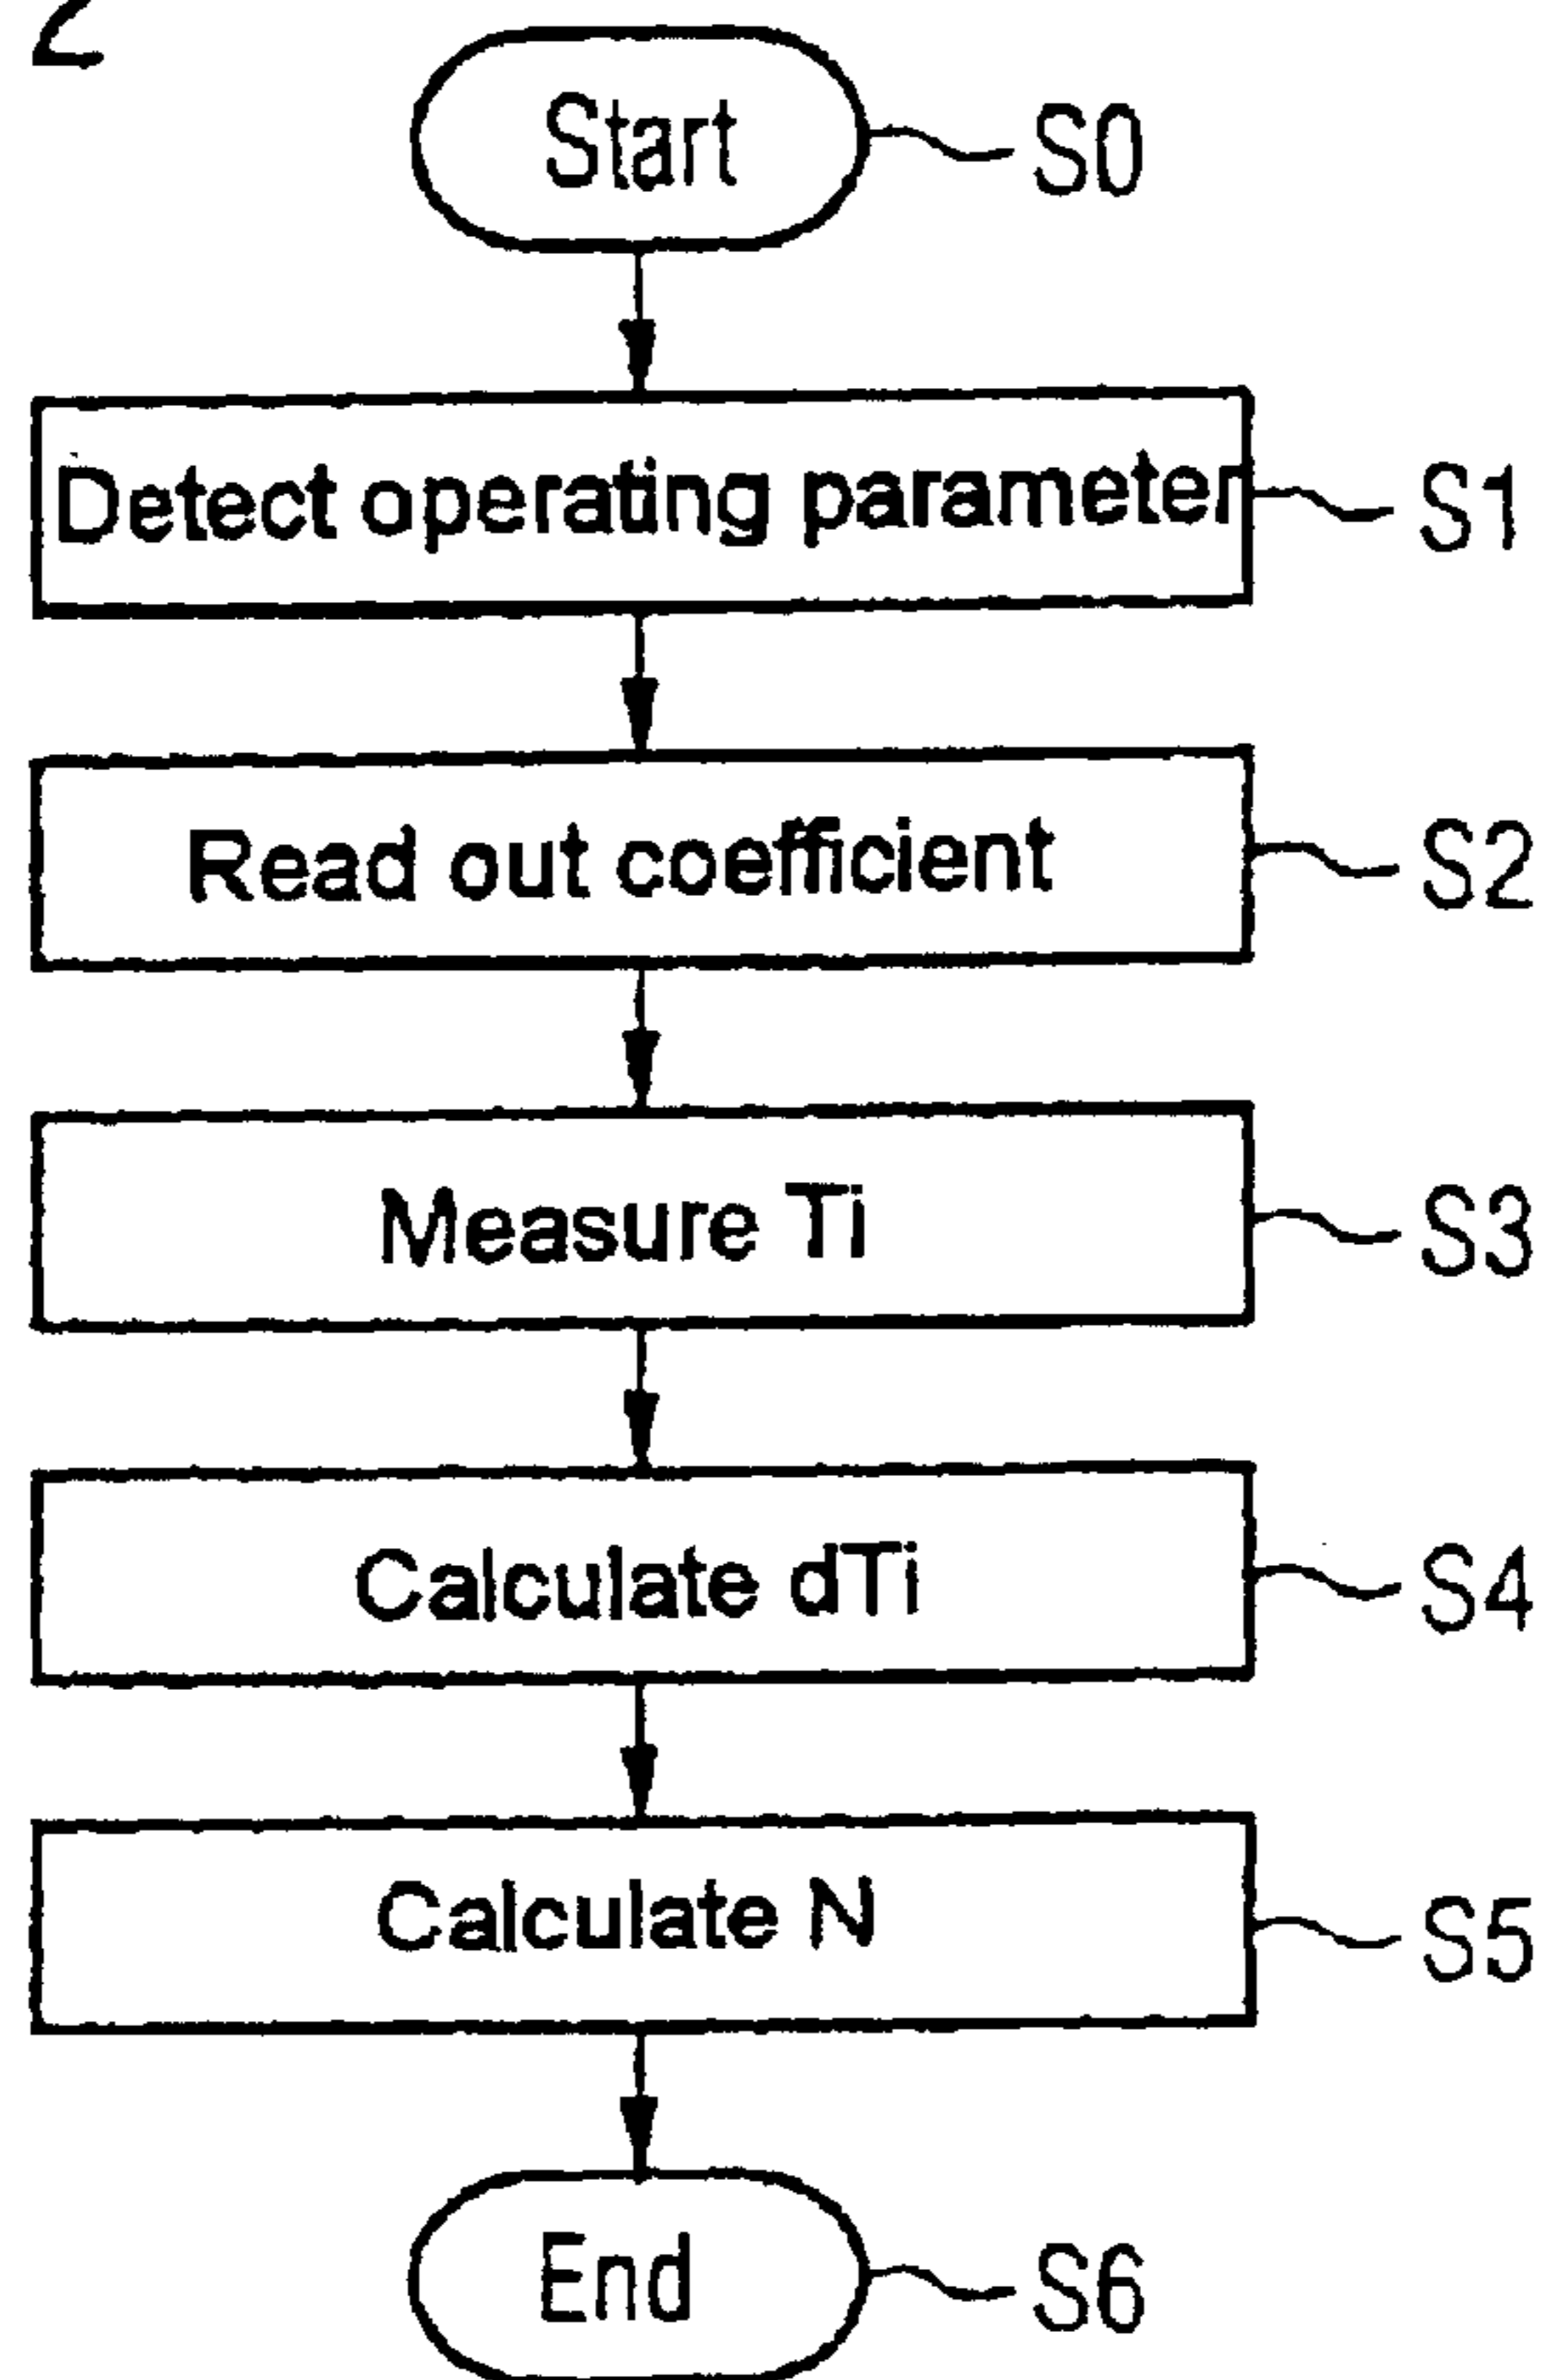 2
Start
S0
Detect operating parameter
S1
Read out coefficient
S2
Measure Ti
S3
Calculate dTi
S4
Calculate N
S5
End
S6